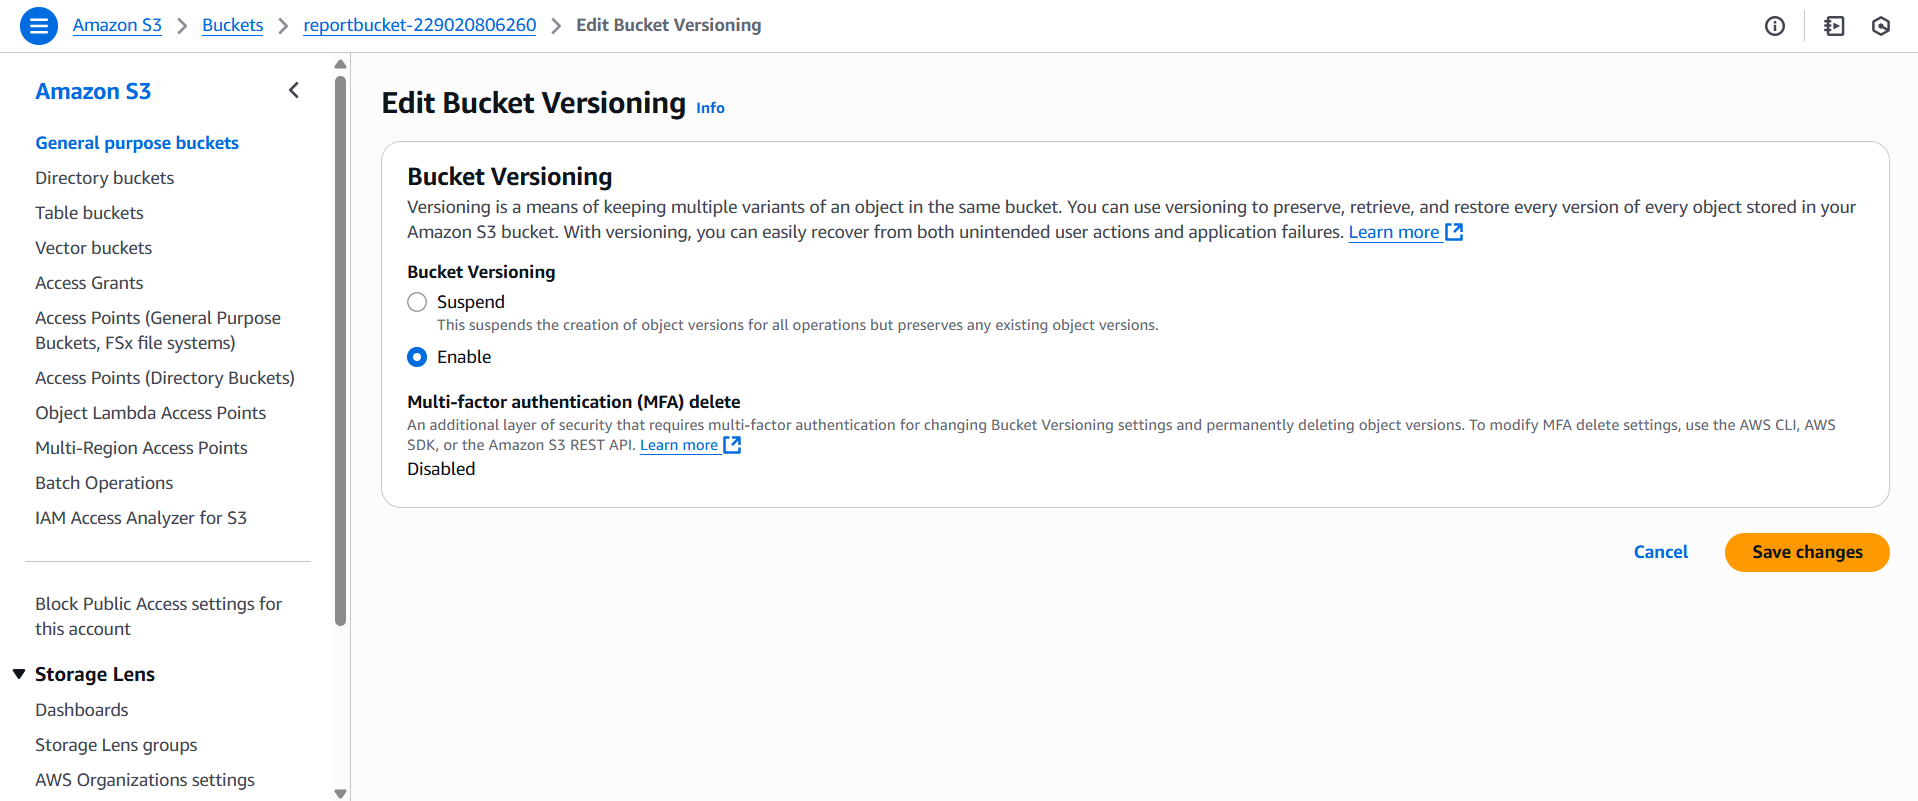 Amazon S3 > Buckets > reportbucket-229020806260 > Edit Bucket Versioning
Amazon S3
General purpose buckets
Directory buckets
Table buckets
Vector buckets
Access Grants
Access Points (General Purpose
Buckets, FSx file systems)
Access Points (Directory Buckets)
Object Lambda Access Points
Multi-Region Access Points
Batch Operations
IAM Access Analyzer for S3
Block Public Access settings for
this account
Storage Lens
Dashboards
Storage Lens groups
AWS Organizations settings
Edit Bucket Versioning Info
Bucket Versioning
Versioning is a means of keeping multiple variants of an object in the same bucket. You can use versioning to preserve, retrieve, and restore every version of every object stored in your
Amazon S3 bucket. With versioning, you can easily recover from both unintended user actions and application failures. Learn more
Bucket Versioning
Suspend
This suspends the creation of object versions for all operations but preserves any existing object versions.
Enable
Multi-factor authentication (MFA) delete
An additional layer of security that requires multi-factor authentication for changing Bucket Versioning settings and permanently deleting object versions. To modify MFA delete settings, use the AWS CLI, AWS
SDK, or the Amazon S3 REST API. Learn more
Disabled
Cancel
Save changes